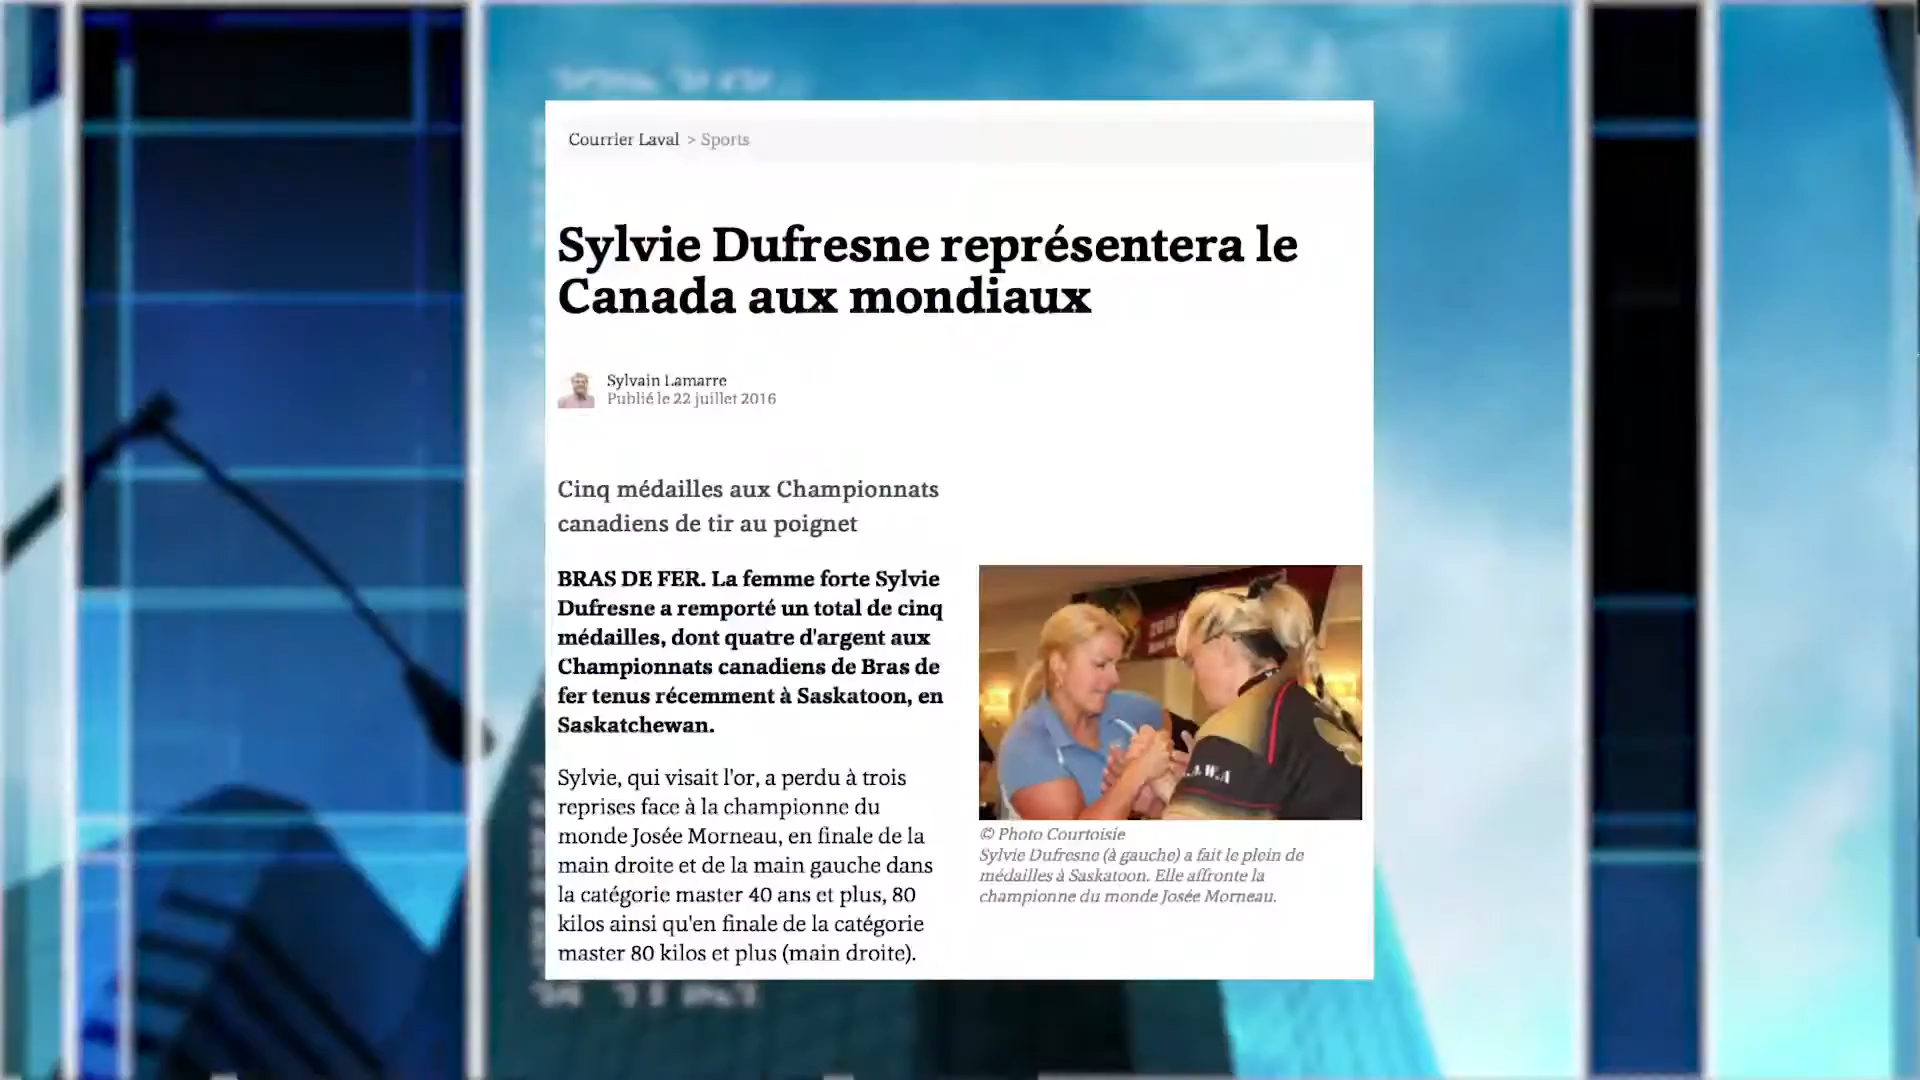 Courrier Laval > Sports
Sylvie Dufresne représentera le
Canada aux mondiaux
Sylvain Lamarre
Publié le 22 juillet 2016
Cinq médailles aux Championnats
canadiens de tir au poignet
BRAS DE FER. La femme forte Sylvie
Dufresne a remporté un total de cinq
médailles, dont quatre d'argent aux
Championnats canadiens de Bras de
fer tenus récemment à Saskatoon, en
Saskatchewan.
Sylvie, qui visait l'or, a perdu à trois
reprises face à la championne du
monde Josée Morneau, en finale de la
main droite et de la main gauche dans
la catégorie master 40 ans et plus, 80
kilos ainsi qu'en finale de la catégorie
master 80 kilos et plus (main droite).
© Photo Courtoisie
Sylvie Dufresne (à gauche) a fait le plein de
médailles à Saskatoon. Elle affronte la
championne du monde Josée Morneau.